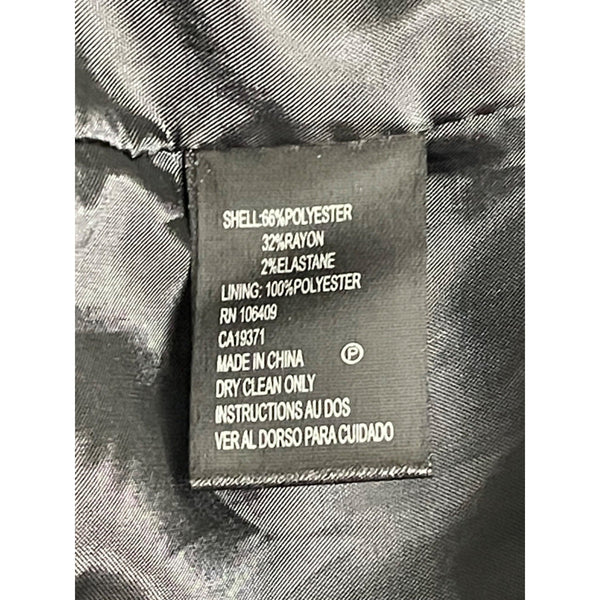 SHELL:66%POLYESTER
32%RAYON
2%ELASTANE
LINING: 100%POLYESTER
RN 106409
CA19371
MADE IN CHINA P
DRY CLEAN ONLY
INSTRUCTIONS AU DOS
VER AL DORSO PARA CUIDADO